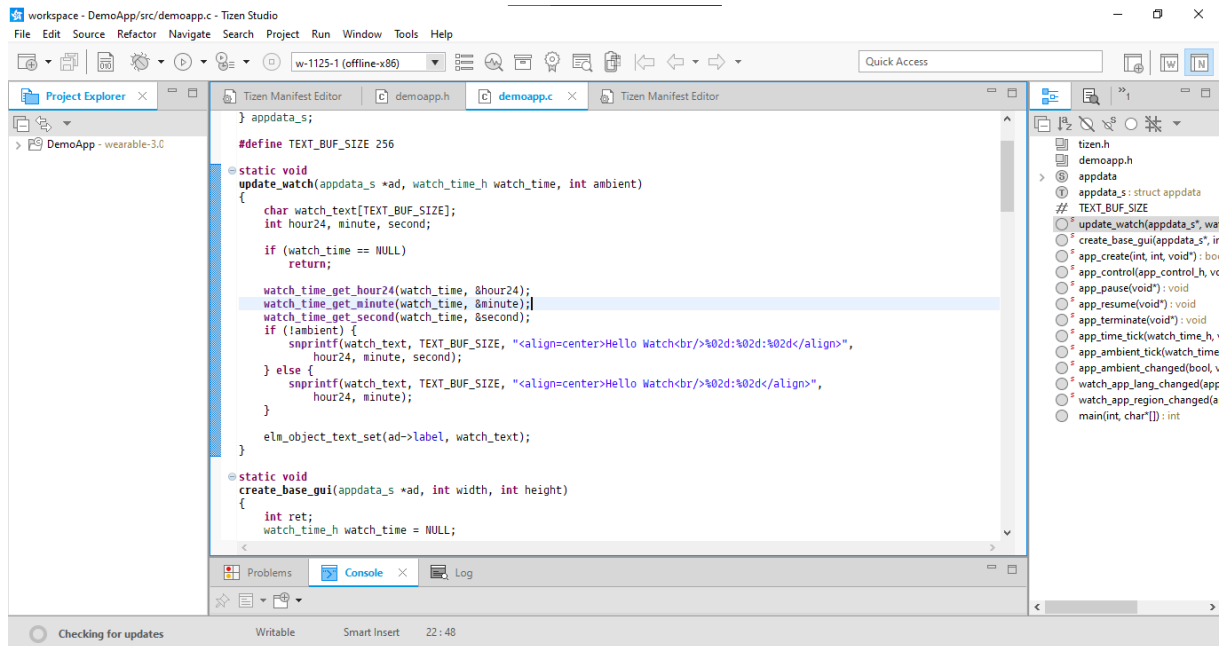 workspace - DemoApp/src/demoapp.c - Tizen Studio
File Edit Source Refactor Navigate Search Project Run Window Tools Help
w-1125-1 (offline-x86)
Quick Access
Project Explorer
DemoApp - wearable-3.0
Tizen Manifest Editor demoapp.h demoapp.c Tizen Manifest Editor
} appdata_s;
#define TEXT_BUF_SIZE 256
static void
update_watch(appdata_s *ad, watch_time_h watch_time, int ambient)
{
char watch_text[TEXT_BUF_SIZE];
int hour24, minute, second;
if (watch_time == NULL)
return;
watch_time_get_hour24(watch_time, &hour24);
watch_time_get_minute(watch_time, &minute);
watch_time_get_second(watch_time, &second);
if (!ambient) {
snprintf(watch_text, TEXT_BUF_SIZE, "<align=center>Hello Watch<br/>%02d:%02d:%02d</align>",
hour24, minute, second);
} else {
snprintf(watch_text, TEXT_BUF_SIZE, "<align=center>Hello Watch<br/>%02d:%02d</align>",
hour24, minute);
}
elm_object_text_set(ad->label, watch_text);
}
static void
create_base_gui(appdata_s *ad, int width, int height)
{
int ret;
watch_time_h watch_time = NULL;
Problems Console Log
tizen.h
demoapp.h
appdata
appdata_s : struct appdata
TEXT_BUF_SIZE
update_watch(appdata_s*, wat
create_base_gui(appdata_s*, in
app_create(int, int, void*) : boo
app_control(app_control_h, vo
app_pause(void*) : void
app_resume(void*) : void
app_terminate(void*) : void
app_time_tick(watch_time_h, v
app_ambient_tick(watch_time
app_ambient_changed(bool, v
watch_app_lang_changed(app
watch_app_region_changed(a
main(int, char*[]) : int
Checking for updates Writable Smart Insert 22 : 48